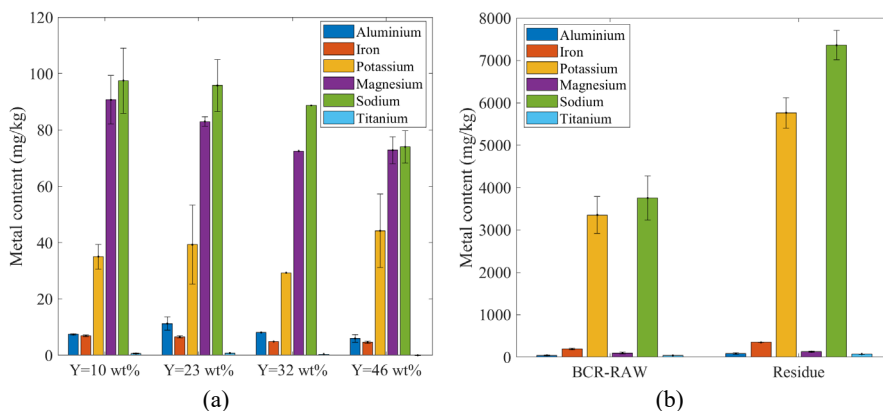 120
100
80
60
40
20
0
Metal content (mg/kg)
Aluminium
Iron
Potassium
Magnesium
Sodium
Titanium
Y=10 wt%
Y=23 wt%
Y=32 wt%
Y=46 wt%
(a)
8000
7000
6000
5000
4000
3000
2000
1000
0
Metal content (mg/kg)
Aluminium
Iron
Potassium
Magnesium
Sodium
Titanium
BCR-RAW
Residue
(b)